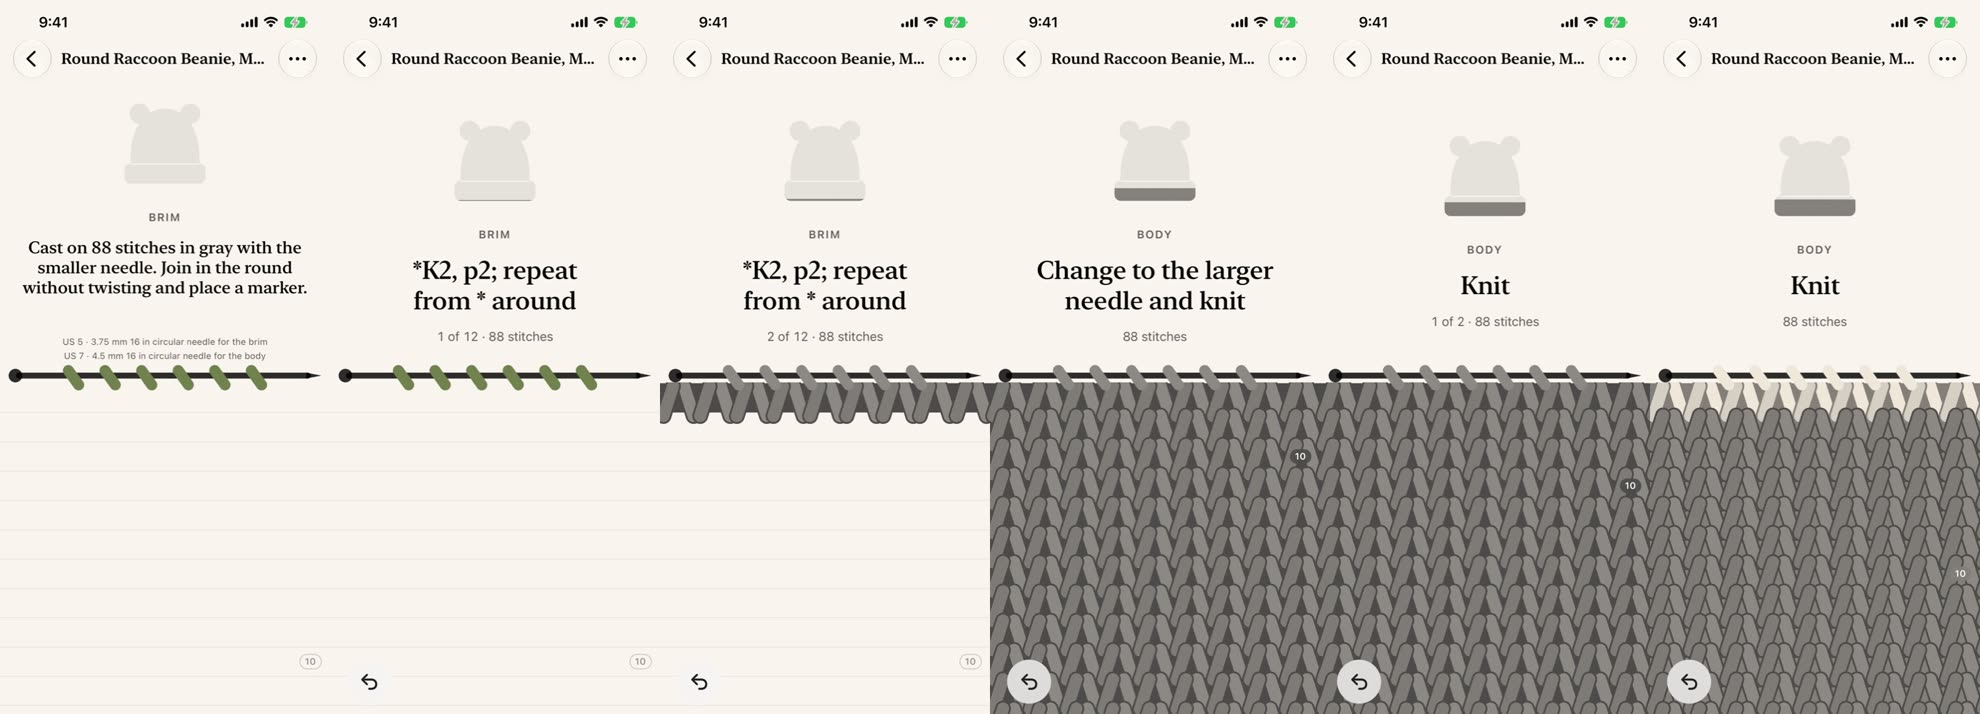 9:41
Round Raccoon Beanie, M...
BRIM
Cast on 88 stitches in gray with the
smaller needle. Join in the round
without twisting and place a marker.
US 5 · 3.75 mm 16 in circular needle for the brim
US 7 · 4.5 mm 16 in circular needle for the body
10
9:41
Round Raccoon Beanie, M...
BRIM
*K2, p2; repeat
from * around
1 of 12 · 88 stitches
10
9:41
Round Raccoon Beanie, M...
BRIM
*K2, p2; repeat
from * around
2 of 12 · 88 stitches
10
9:41
Round Raccoon Beanie, M...
BODY
Change to the larger
needle and knit
88 stitches
10
9:41
Round Raccoon Beanie, M...
BODY
Knit
1 of 2 · 88 stitches
10
9:41
Round Raccoon Beanie, M...
BODY
Knit
88 stitches
10